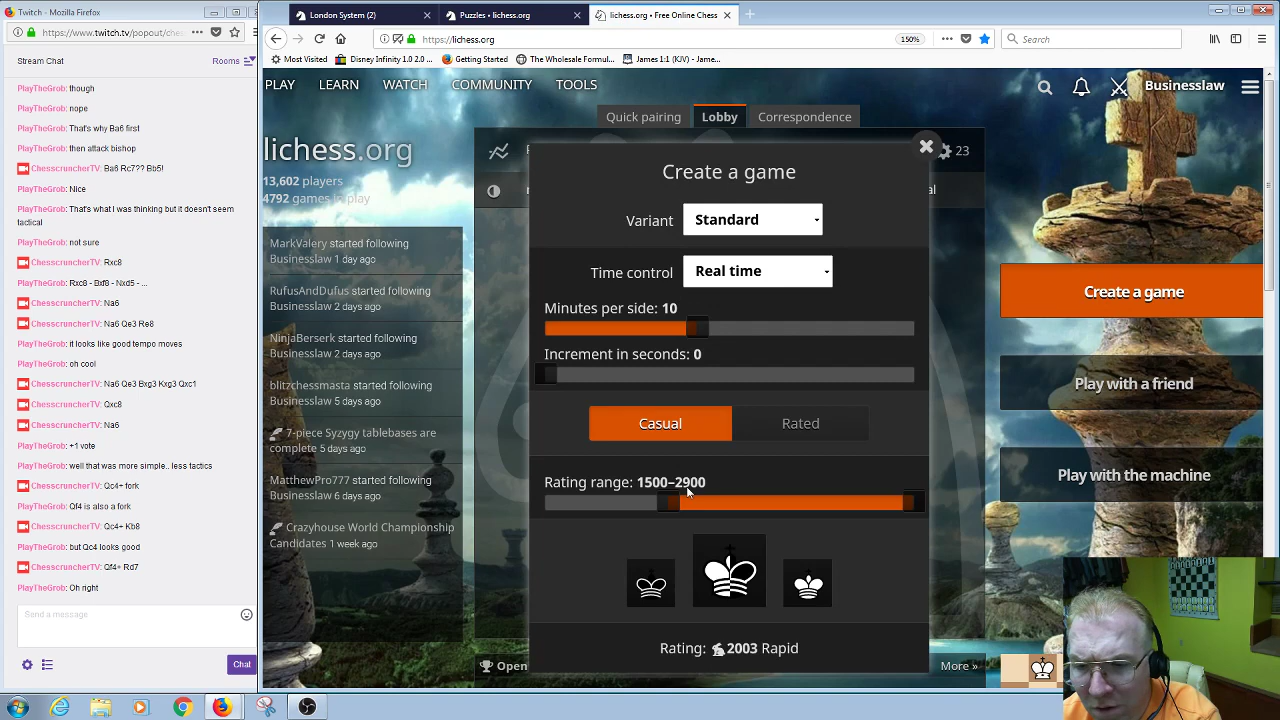 Twitch - Mozilla Firefox
https://www.twitch.tv/popout/ches
Stream Chat
Rooms
PlayTheGrob: though
PlayTheGrob: nope
PlayTheGrob: That's why Ba6 first
PlayTheGrob: then attack bishop
ChesscruncherTV: Ba6 Rc7?? Bb5!
PlayTheGrob: Nice
PlayTheGrob: That's what I was thinking but it doesn't seem
tactical
PlayTheGrob: not sure
ChesscruncherTV: Rxc8
PlayTheGrob: Rxc8 - Bxf8 - Nxd5 - ...
ChesscruncherTV: Na6
ChesscruncherTV: Na6 Qe3 Re8
PlayTheGrob: it looks like good tempo moves
PlayTheGrob: oh cool
ChesscruncherTV: Na6 Qe3 Bxg3 Kxg3 Qxc1
ChesscruncherTV: Qxc8
ChesscruncherTV: Na6
PlayTheGrob: +1 vote
PlayTheGrob: well that was more simple.. less tactics
ChesscruncherTV: Qc4+ fork
PlayTheGrob: Qf4 is also a fork
ChesscruncherTV: Qc4+ Kb8
PlayTheGrob: but Qc4 looks good
ChesscruncherTV: Qf4+ Rd7
PlayTheGrob: Oh right
Send a message
Chat
London System (2)
Puzzles • lichess.org
lichess.org • Free Online Chess
https://lichess.org
150%
Search
Most Visited
Disney Infinity 1.0 2.0 ...
Getting Started
The Wholesale Formul...
James 1:1 (KJV) - Jame...
PLAY
LEARN
WATCH
COMMUNITY
TOOLS
Businesslaw
Quick pairing
Lobby
Correspondence
lichess.org
13,602 players
4792 games in play
23
MarkValery started following
Businesslaw 1 day ago
RufusAndDufus started following
Businesslaw 2 days ago
NinjaBerserk started following
Businesslaw 2 days ago
blitzchessmasta started following
Businesslaw 5 days ago
7-piece Syzygy tablebases are
complete 5 days ago
MatthewPro777 started following
Businesslaw 6 days ago
Crazyhouse World Championship
Candidates 1 week ago
Create a game
Variant
Standard
Time control
Real time
Minutes per side: 10
Increment in seconds: 0
Casual
Rated
Rating range: 1500–2900
Rating: 2003 Rapid
Create a game
Play with a friend
Play with the machine
Open
More »